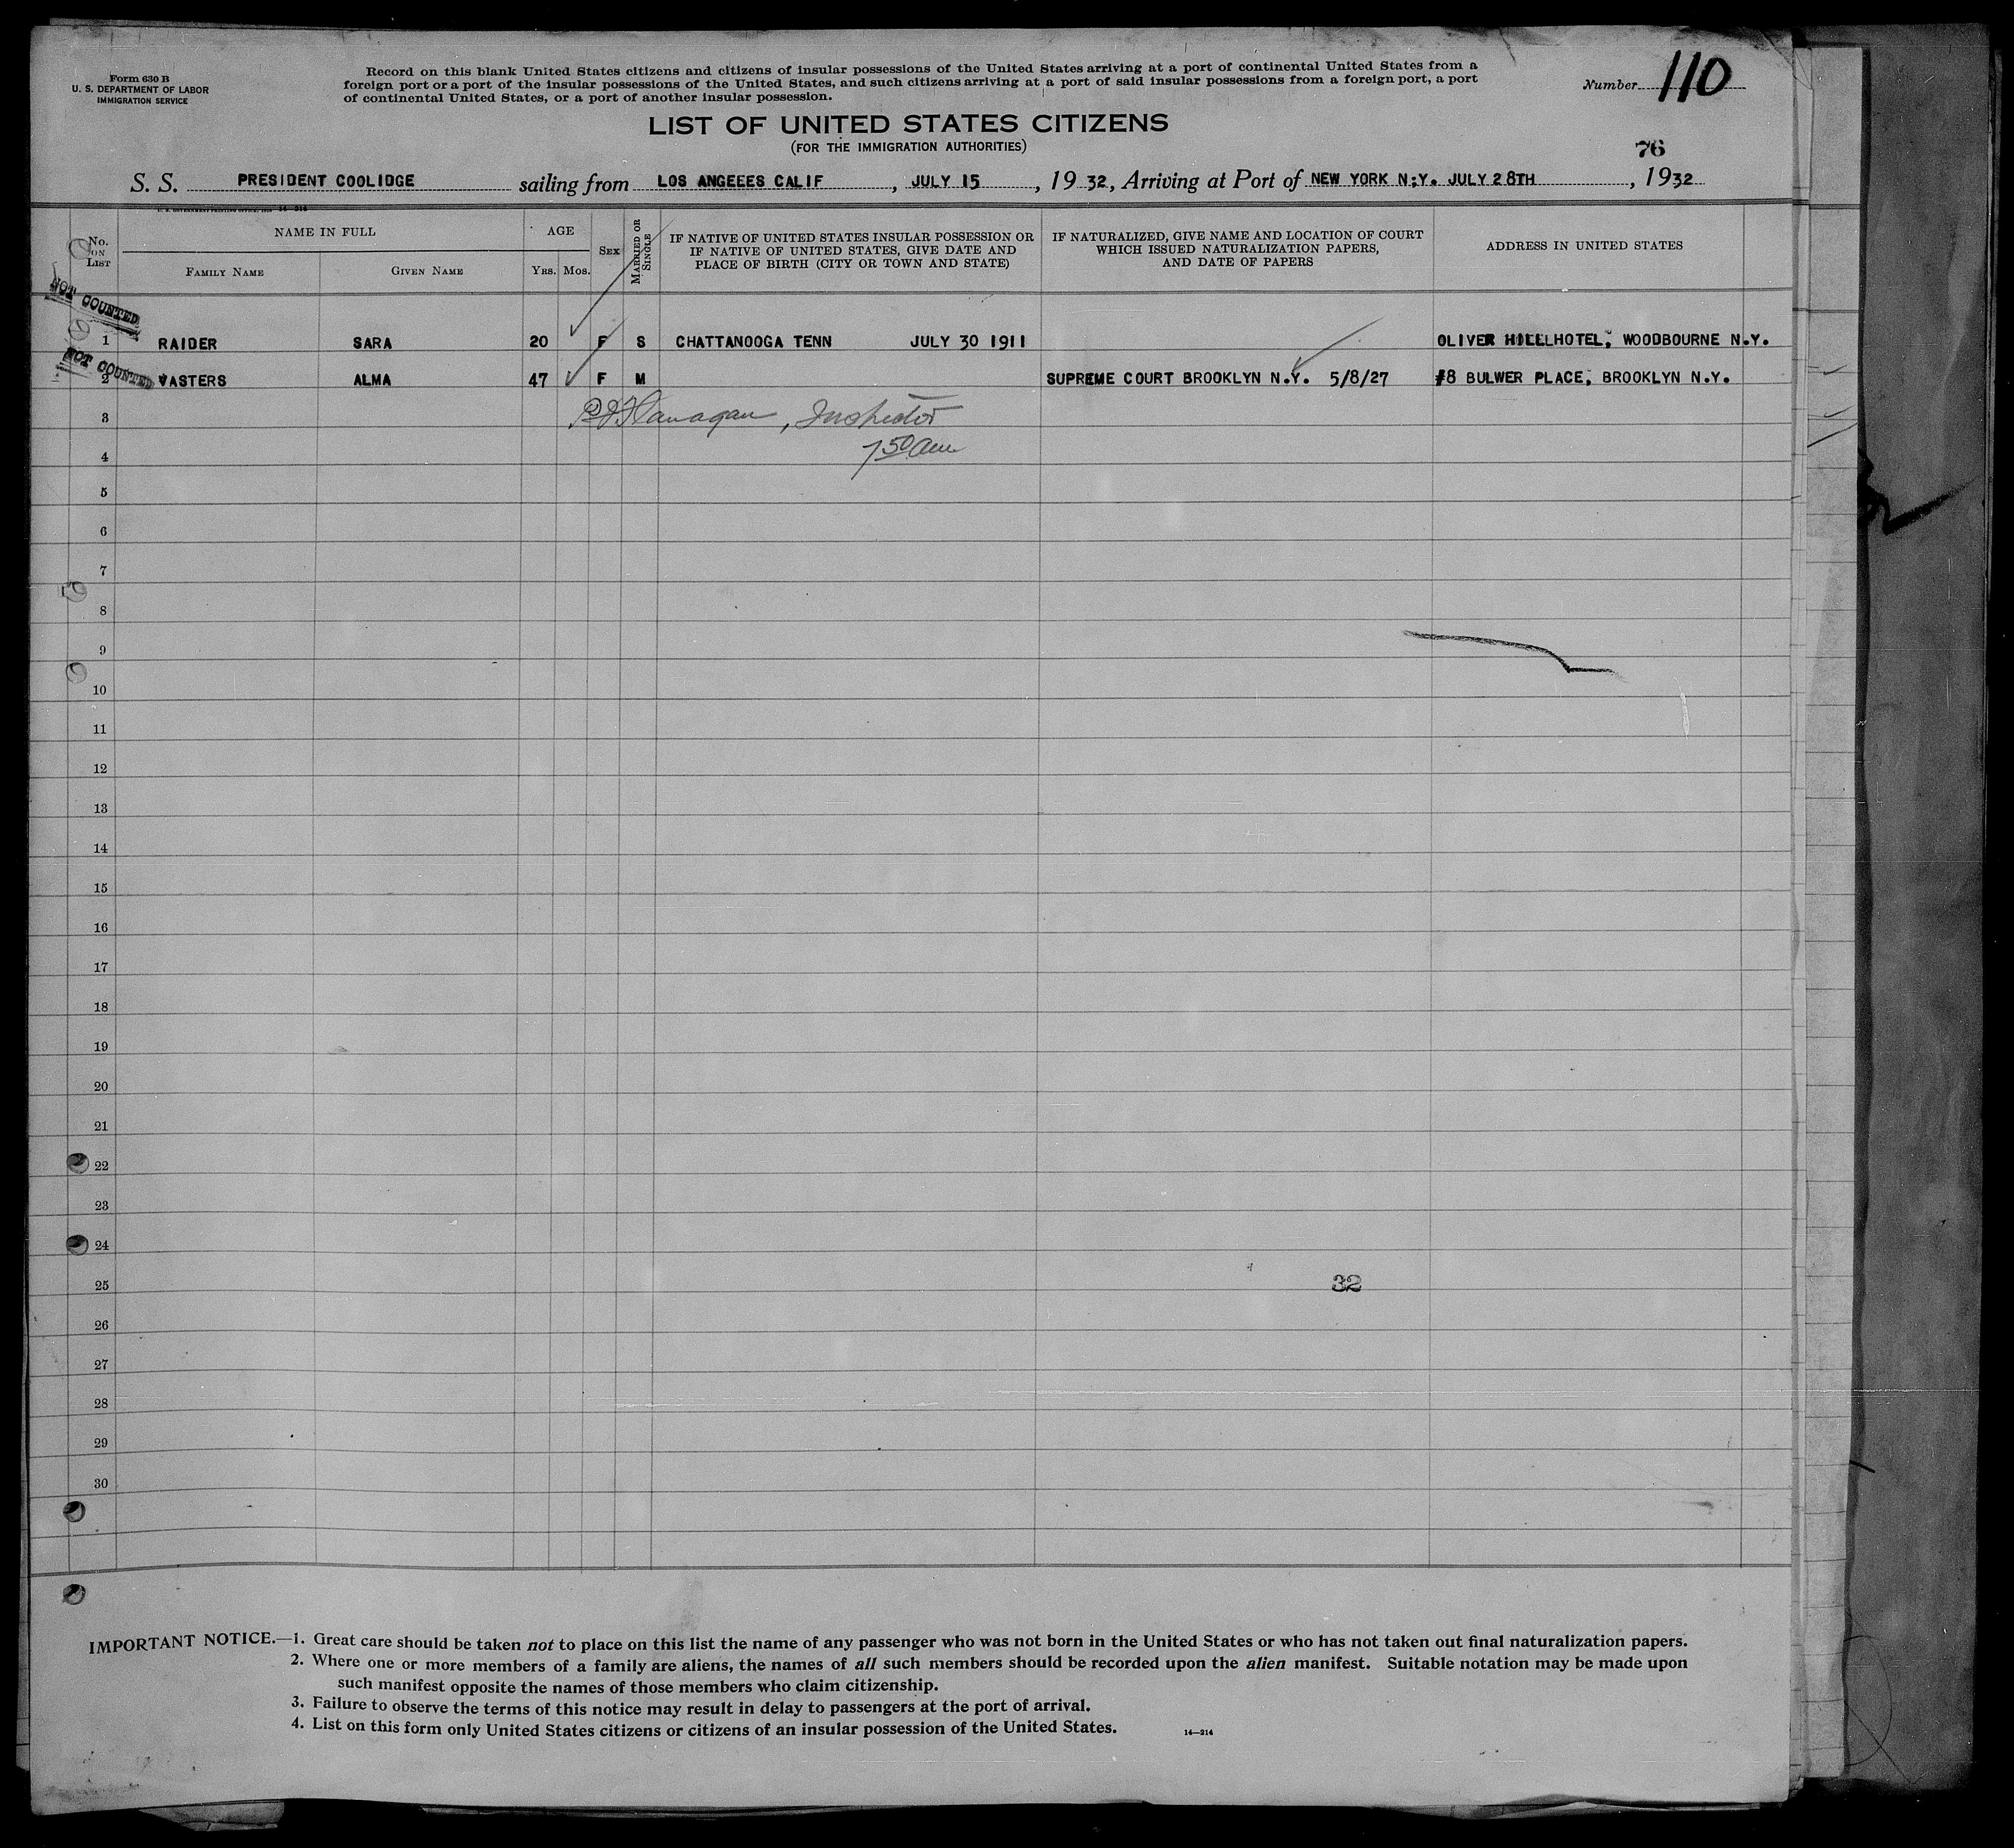 Form 630 B
U. S. DEPARTMENT OF LABOR
IMMIGRATION SERVICE
Record on this blank United States citizens and citizens of insular possessions of the United States arriving at a port of continental United States from a
foreign port or a port of the insular possessions of the United States, and such citizens arriving at a port of said insular possessions from a foreign port, a port
of continental United States, or a port of another insular possession.
Number 110
LIST OF UNITED STATES CITIZENS
(FOR THE IMMIGRATION AUTHORITIES)
76
S. S. PRESIDENT COOLIDGE sailing from LOS ANGEEES CALIF, JULY 15, 19 32, Arriving at Port of NEW YORK N.Y. JULY 28TH, 1932
No. ON LIST
NAME IN FULL
FAMILY NAME
GIVEN NAME
AGE
YRS. MOS.
SEX
MARRIED OR SINGLE
IF NATIVE OF UNITED STATES INSULAR POSSESSION OR
IF NATIVE OF UNITED STATES, GIVE DATE AND
PLACE OF BIRTH (CITY OR TOWN AND STATE)
IF NATURALIZED, GIVE NAME AND LOCATION OF COURT
WHICH ISSUED NATURALIZATION PAPERS,
AND DATE OF PAPERS
ADDRESS IN UNITED STATES
NOT COUNTED
1 RAIDER SARA 20 F S CHATTANOOGA TENN JULY 30 1911 OLIVER HILLLHOTEL, WOODBOURNE N.Y.
NOT COUNTED
2 VASTERS ALMA 47 F M SUPREME COURT BROOKLYN N.Y. 5/8/27 #8 BULWER PLACE, BROOKLYN N.Y.
3 Flanagan, Inspector
4 7 50 am
5
6
7
8
9
10
11
12
13
14
15
16
17
18
19
20
21
22
23
24
25 32
26
27
28
29
30
IMPORTANT NOTICE.—1. Great care should be taken not to place on this list the name of any passenger who was not born in the United States or who has not taken out final naturalization papers.
2. Where one or more members of a family are aliens, the names of all such members should be recorded upon the alien manifest. Suitable notation may be made upon
such manifest opposite the names of those members who claim citizenship.
3. Failure to observe the terms of this notice may result in delay to passengers at the port of arrival.
4. List on this form only United States citizens or citizens of an insular possession of the United States.
14—214